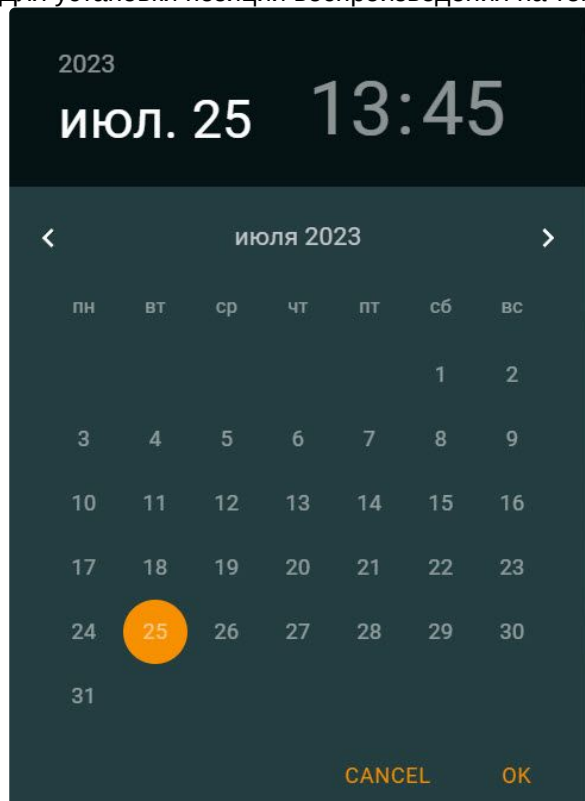 2023
июл. 25 13:45
июля 2023
пн вт ср чт пт сб вс
1 2
3 4 5 6 7 8 9
10 11 12 13 14 15 16
17 18 19 20 21 22 23
24 25 26 27 28 29 30
31
CANCEL OK